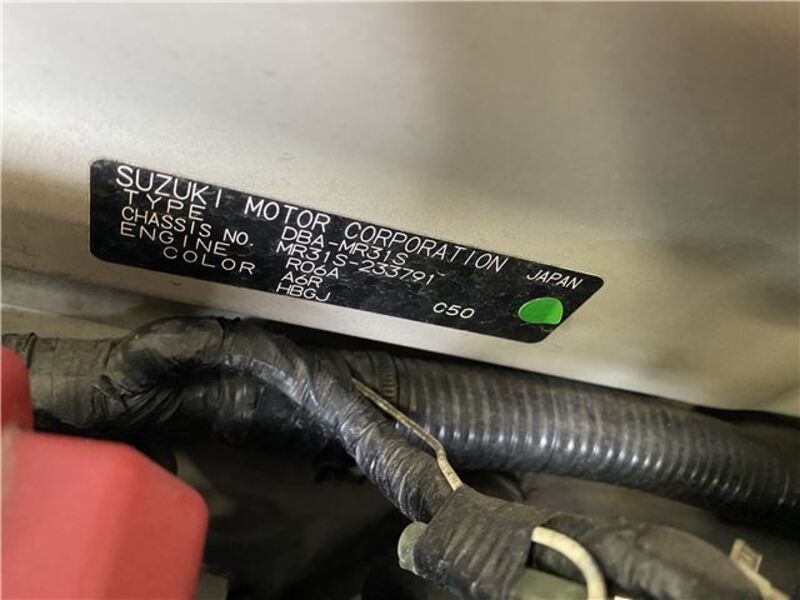 SUZUKI MOTOR CORPORATION JAPAN
TYPE DBA-MR31S
CHASSIS NO. MR31S-233791
ENGINE R06A
COLOR A6R
HBGJ C50